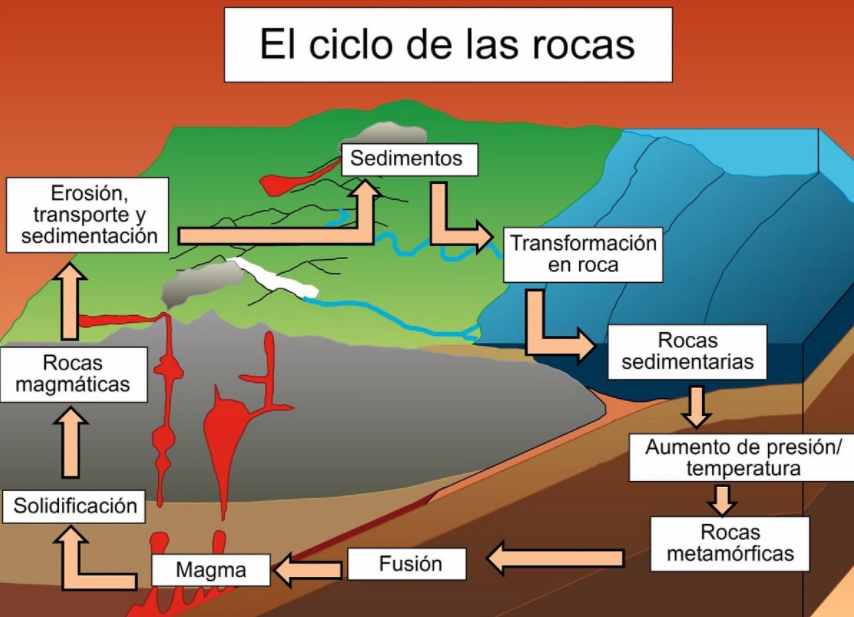 El ciclo de las rocas
Sedimentos
Erosión,
transporte y
sedimentación
Transformación
en roca
Rocas
sedimentarias
Rocas
magmáticas
Aumento de presión/
temperatura
Solidificación
Rocas
metamórficas
Fusión
Magma